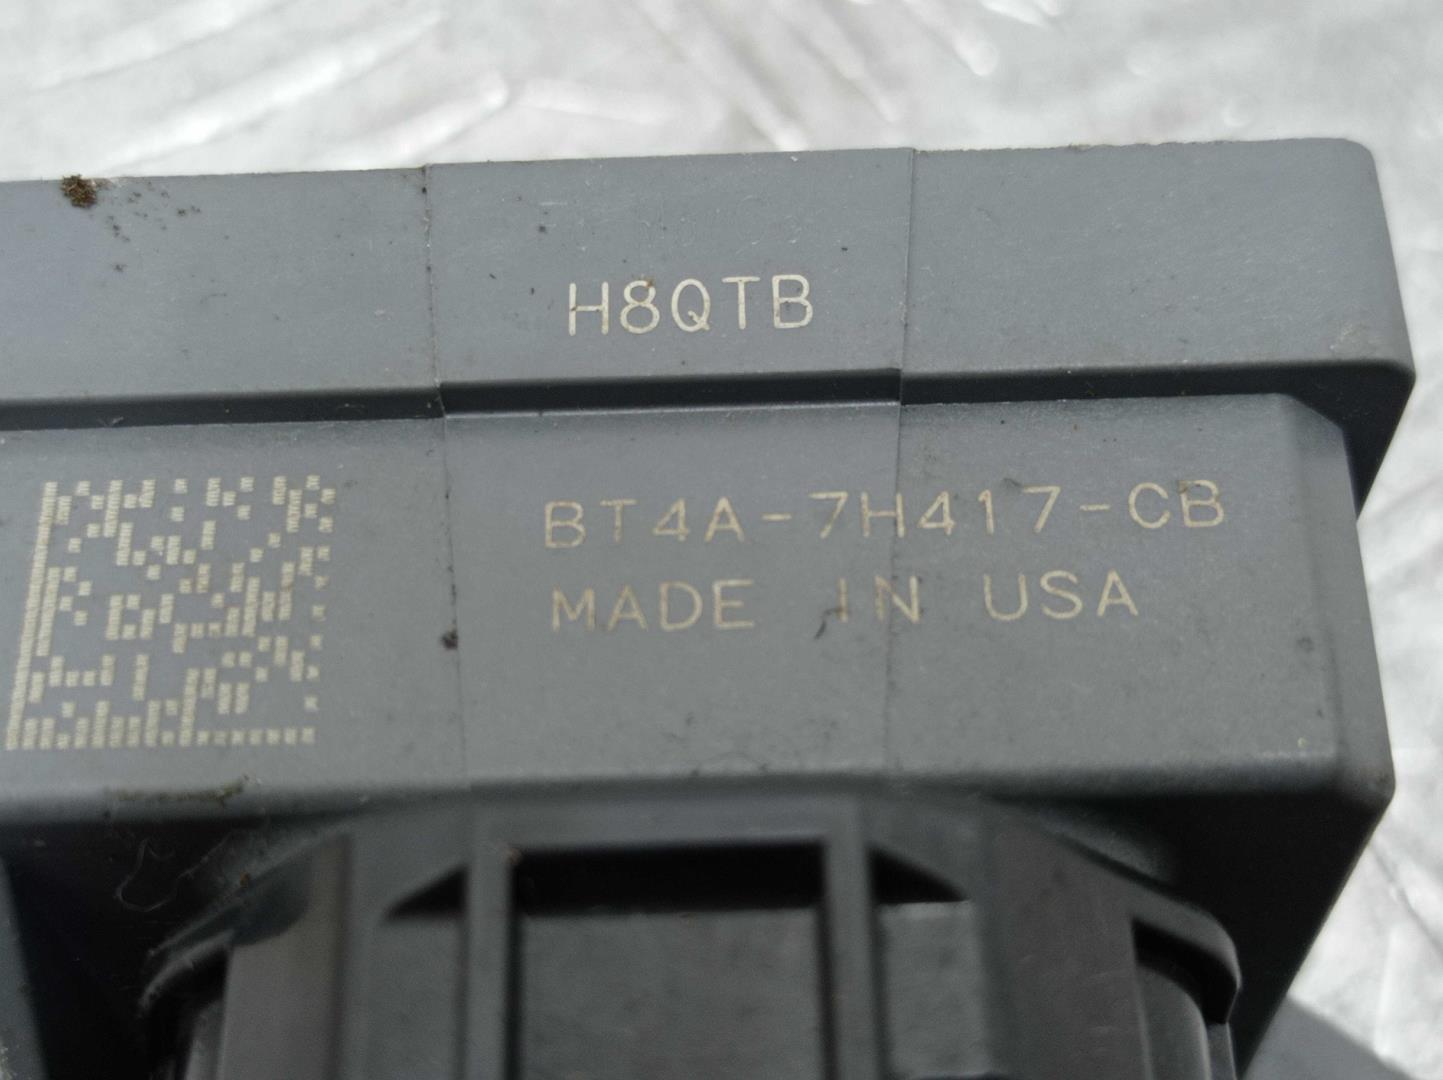 H8QTB
BT4A-7H417-CB
MADE IN USA